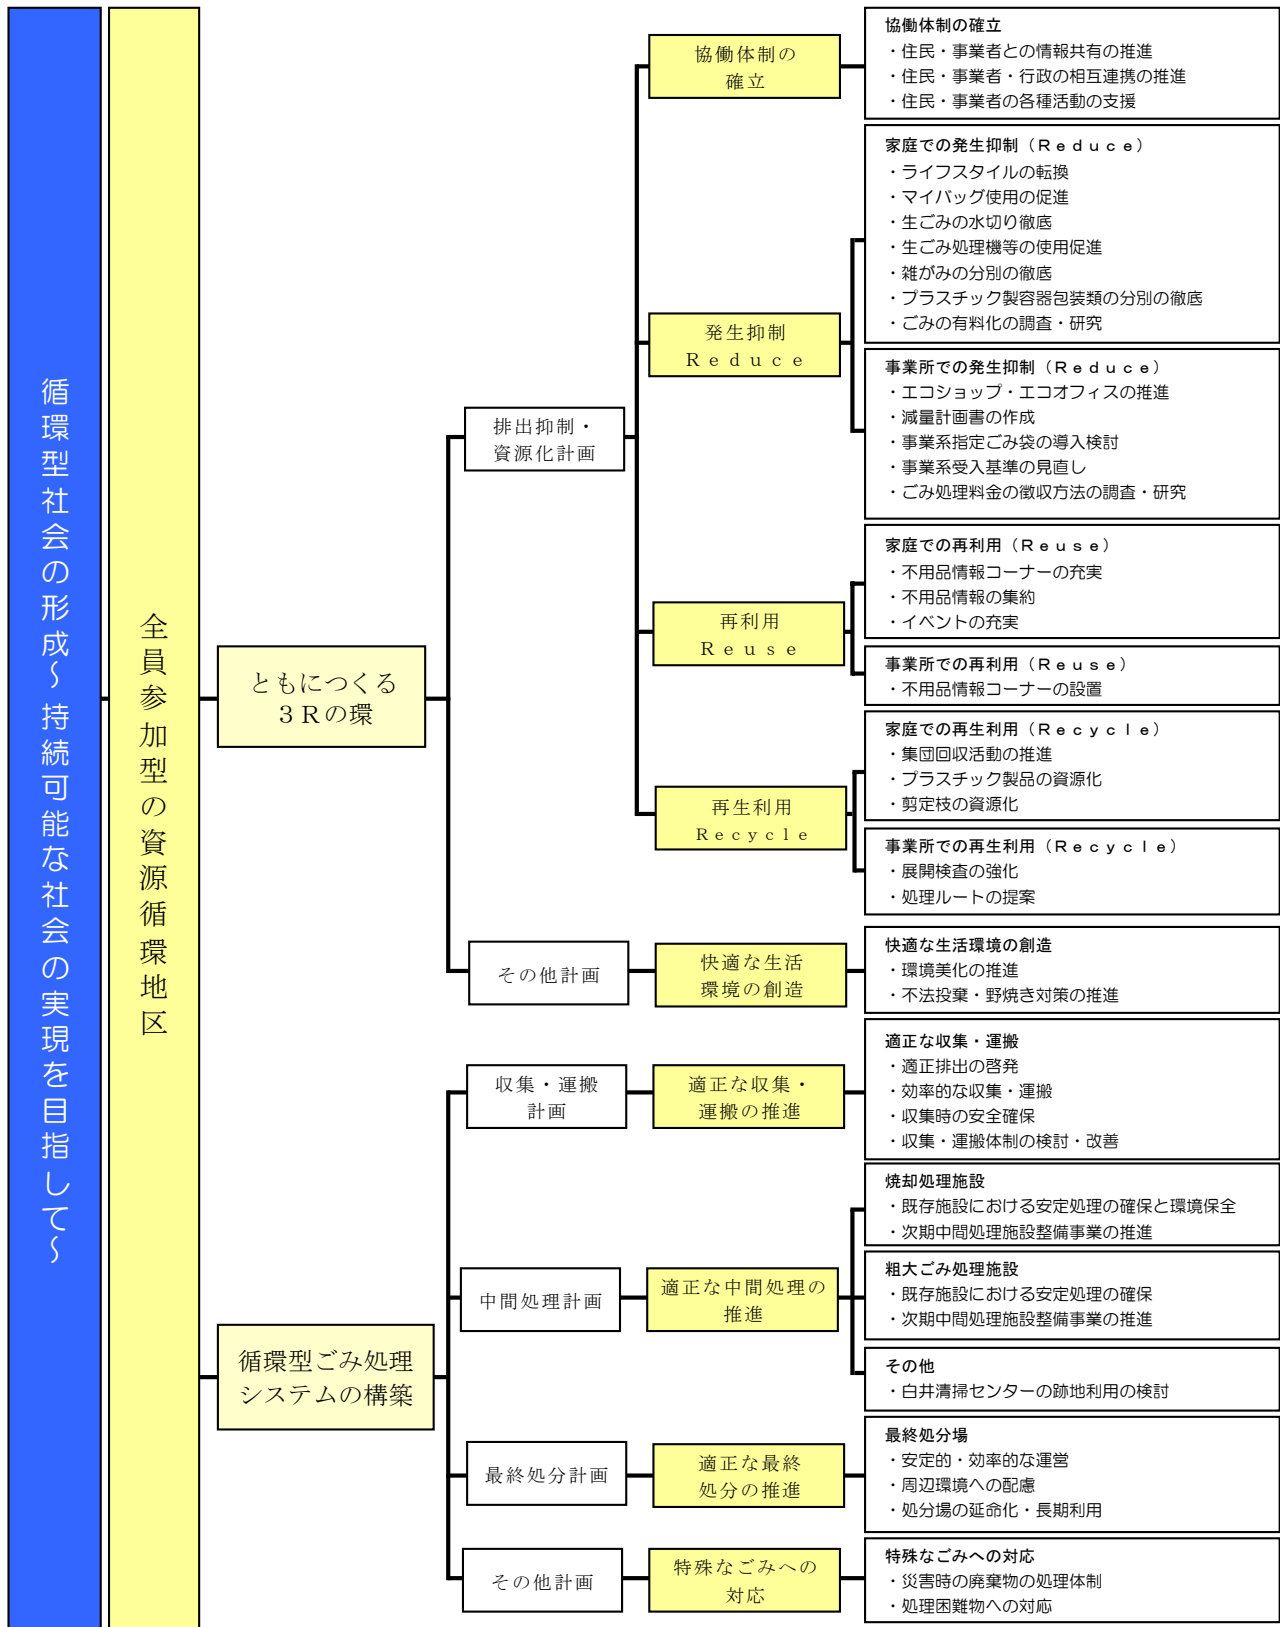 循環型社会の形成～持続可能な社会の実現を目指して～
全員参加型の資源循環地区
ともにつくる
３Ｒの環
排出抑制・
資源化計画
協働体制の
確立
協働体制の確立
・住民・事業者との情報共有の推進
・住民・事業者・行政の相互連携の推進
・住民・事業者の各種活動の支援
発生抑制
Ｒｅｄｕｃｅ
家庭での発生抑制（Ｒｅｄｕｃｅ）
・ライフスタイルの転換
・マイバッグ使用の促進
・生ごみの水切り徹底
・生ごみ処理機等の使用促進
・雑がみの分別の徹底
・プラスチック製容器包装類の分別の徹底
・ごみの有料化の調査・研究
事業所での発生抑制（Ｒｅｄｕｃｅ）
・エコショップ・エコオフィスの推進
・減量計画書の作成
・事業系指定ごみ袋の導入検討
・事業系受入基準の見直し
・ごみ処理料金の徴収方法の調査・研究
再利用
Ｒｅｕｓｅ
家庭での再利用（Ｒｅｕｓｅ）
・不用品情報コーナーの充実
・不用品情報の集約
・イベントの充実
事業所での再利用（Ｒｅｕｓｅ）
・不用品情報コーナーの設置
再生利用
Ｒｅｃｙｃｌｅ
家庭での再生利用（Ｒｅｃｙｃｌｅ）
・集団回収活動の推進
・プラスチック製品の資源化
・剪定枝の資源化
事業所での再生利用（Ｒｅｃｙｃｌｅ）
・展開検査の強化
・処理ルートの提案
その他計画
快適な生活
環境の創造
快適な生活環境の創造
・環境美化の推進
・不法投棄・野焼き対策の推進
循環型ごみ処理
システムの構築
収集・運搬
計画
適正な収集・
運搬の推進
適正な収集・運搬
・適正排出の啓発
・効率的な収集・運搬
・収集時の安全確保
・収集・運搬体制の検討・改善
中間処理計画
適正な中間処理の
推進
焼却処理施設
・既存施設における安定処理の確保と環境保全
・次期中間処理施設整備事業の推進
粗大ごみ処理施設
・既存施設における安定処理の確保
・次期中間処理施設整備事業の推進
その他
・白井清掃センターの跡地利用の検討
最終処分計画
適正な最終
処分の推進
最終処分場
・安定的・効率的な運営
・周辺環境への配慮
・処分場の延命化・長期利用
その他計画
特殊なごみへの
対応
特殊なごみへの対応
・災害時の廃棄物の処理体制
・処理困難物への対応